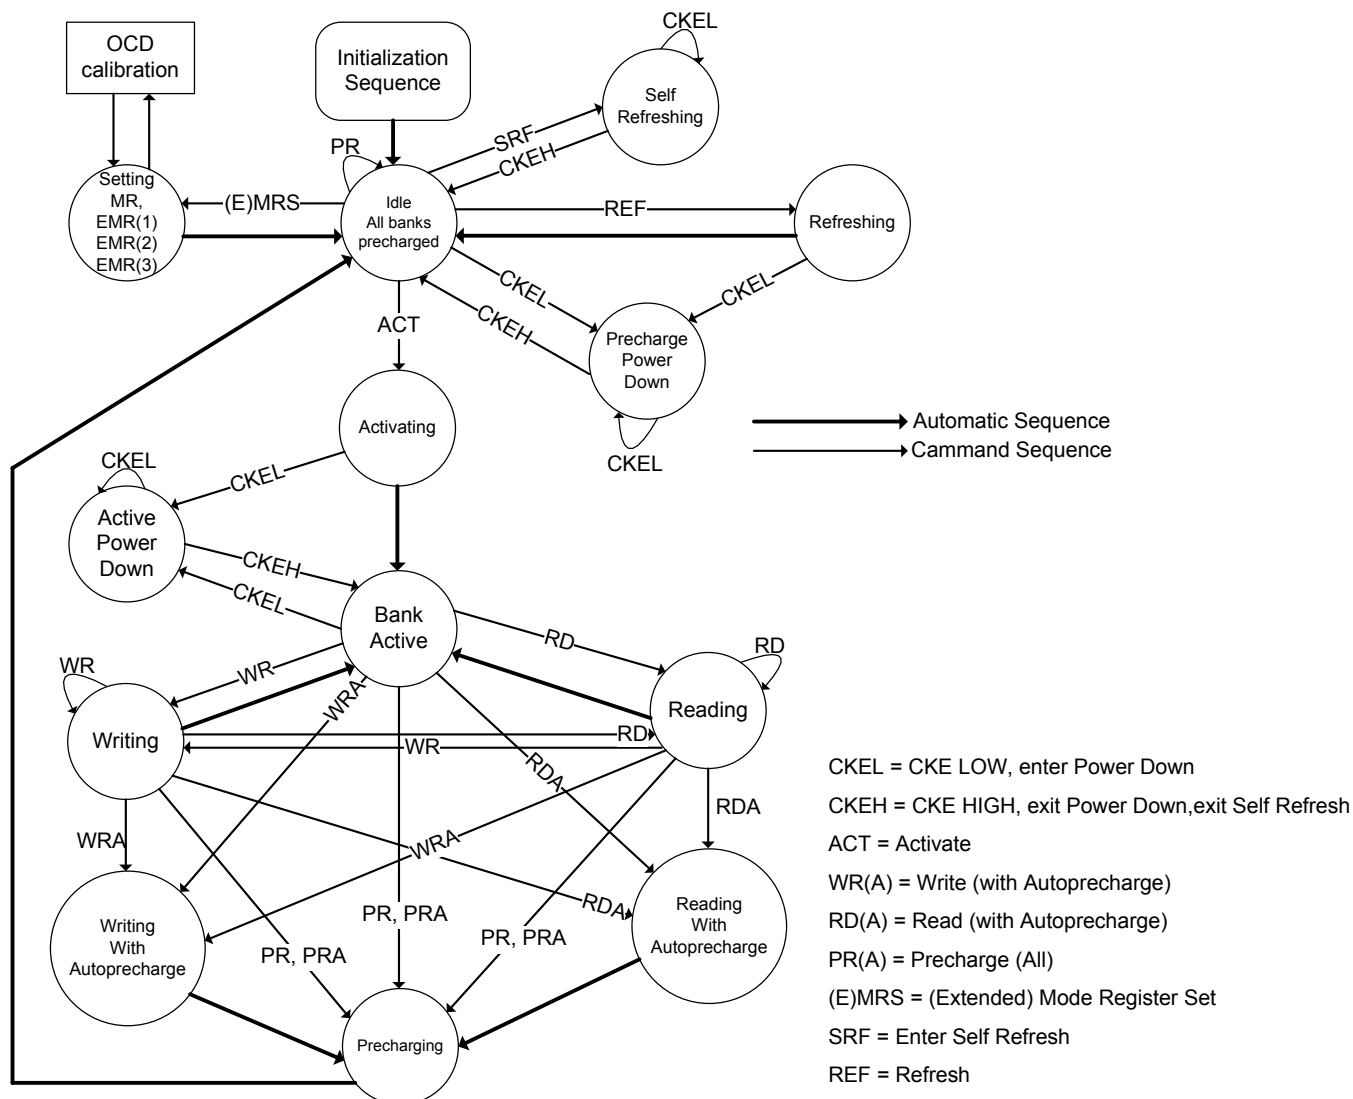 OCD
calibration
Initialization
Sequence
CKEL
Self
Refreshing
PR
SRF
CKEH
Setting
MR,
EMR(1)
EMR(2)
EMR(3)
(E)MRS
Idle
All banks
precharged
REF
Refreshing
CKEL
CKEH
CKEL
ACT
Precharge
Power
Down
CKEL
Activating
Automatic Sequence
Cammand Sequence
CKEL
CKEL
Active
Power
Down
CKEH
CKEL
Bank
Active
RD
RD
WR
WR
WRA
Reading
Writing
RD
WR
RDA
RDA
WRA
WRA
RDA
Writing
With
Autoprecharge
PR, PRA
PR, PRA
PR, PRA
Reading
With
Autoprecharge
Precharging
CKEL = CKE LOW, enter Power Down
CKEH = CKE HIGH, exit Power Down,exit Self Refresh
ACT = Activate
WR(A) = Write (with Autoprecharge)
RD(A) = Read (with Autoprecharge)
PR(A) = Precharge (All)
(E)MRS = (Extended) Mode Register Set
SRF = Enter Self Refresh
REF = Refresh